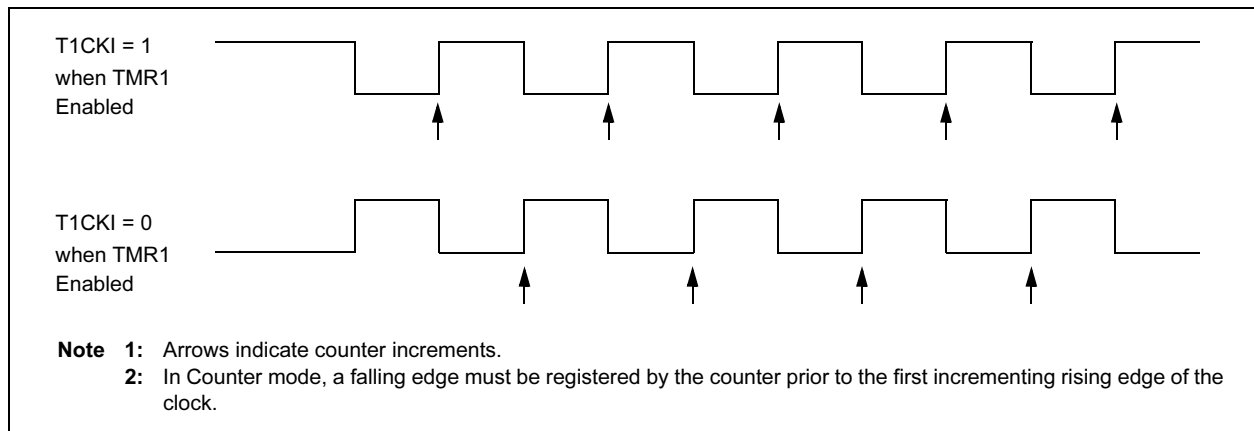 T1CKI = 1
when TMR1
Enabled
T1CKI = 0
when TMR1
Enabled
Note 1: Arrows indicate counter increments.
2: In Counter mode, a falling edge must be registered by the counter prior to the first incrementing rising edge of the
clock.